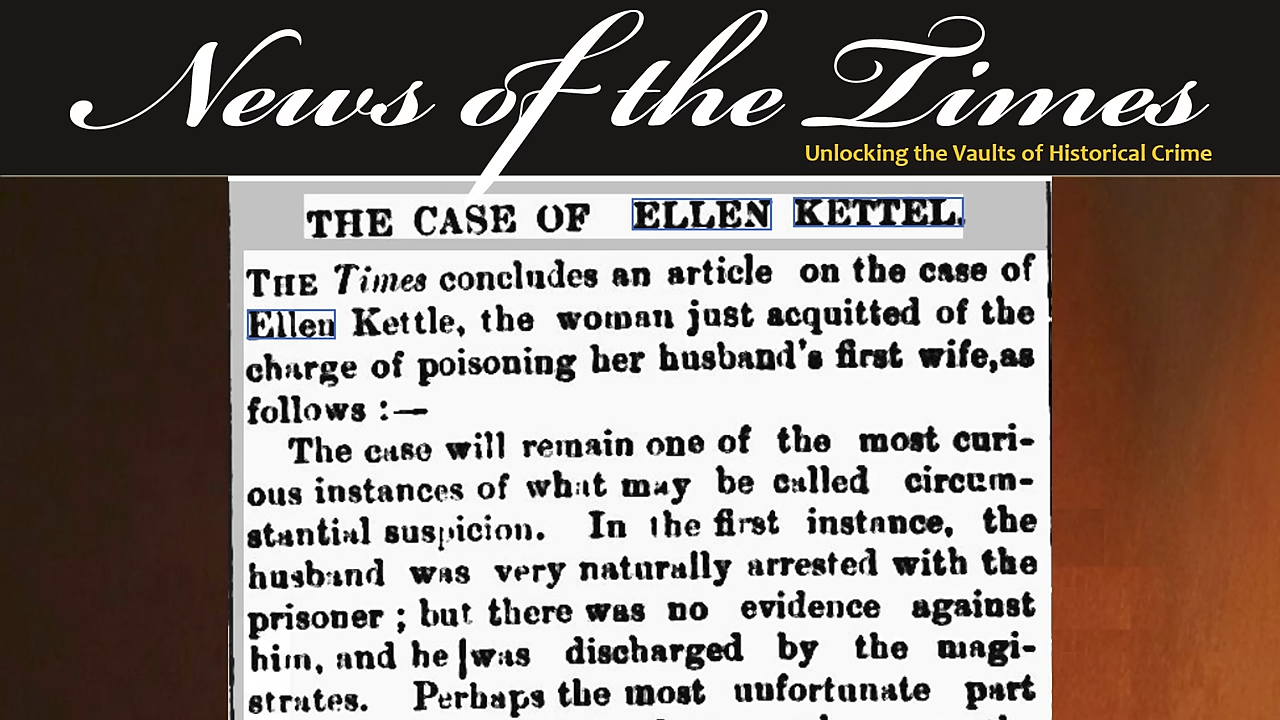 News of the Times
Unlocking the Vaults of Historical Crime
THE CASE OF ELLEN KETTEL.
THE Times concludes an article on the case of
Ellen Kettle, the woman just acquitted of the
charge of poisoning her husband's first wife,as
follows :—
The case will remain one of the most curi-
ous instances of what may be called circum-
stantial suspicion. In the first instance, the
husband was very naturally arrested with the
prisoner ; but there was no evidence against
him, and he was discharged by the magi-
strates. Perhaps the most unfortunate part